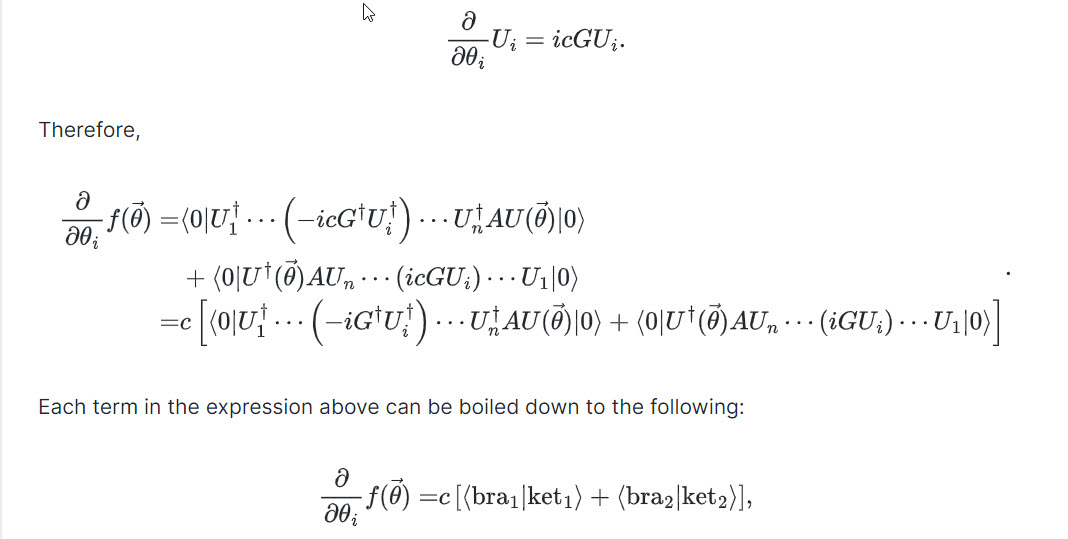 ∂/∂θᵢ Uᵢ = icGUᵢ.
Therefore,
∂/∂θᵢ f(θ⃗) =⟨0|U₁† ⋯ (−icG†Uᵢ†) ⋯ Uₙ†AU(θ⃗)|0⟩
+ ⟨0|U†(θ⃗)AUₙ ⋯ (icGUᵢ) ⋯ U₁|0⟩ .
=c [⟨0|U₁† ⋯ (−iG†Uᵢ†) ⋯ Uₙ†AU(θ⃗)|0⟩ + ⟨0|U†(θ⃗)AUₙ ⋯ (iGUᵢ) ⋯ U₁|0⟩]
Each term in the expression above can be boiled down to the following:
∂/∂θᵢ f(θ⃗) =c [⟨bra₁|ket₁⟩ + ⟨bra₂|ket₂⟩],